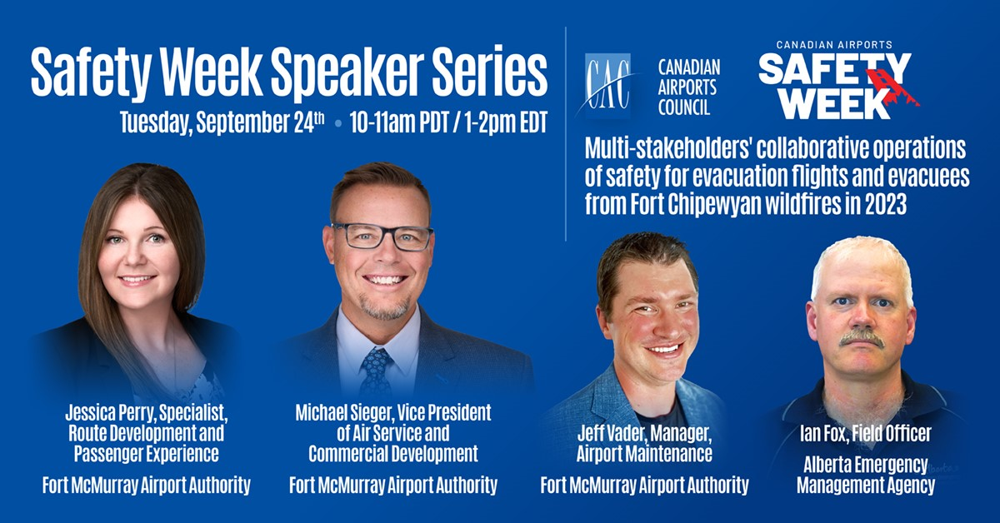 Safety Week Speaker Series
Tuesday, September 24th • 10-11am PDT / 1-2pm EDT
CAC
CANADIAN
AIRPORTS
COUNCIL
CANADIAN AIRPORTS
SAFETY
WEEK
Multi-stakeholders' collaborative operations
of safety for evacuation flights and evacuees
from Fort Chipewyan wildfires in 2023
Jessica Perry, Specialist,
Route Development and
Passenger Experience
Fort McMurray Airport Authority
Michael Sieger, Vice President
of Air Service and
Commercial Development
Fort McMurray Airport Authority
Jeff Vader, Manager,
Airport Maintenance
Fort McMurray Airport Authority
Ian Fox, Field Officer
Alberta Emergency
Management Agency
Alberta